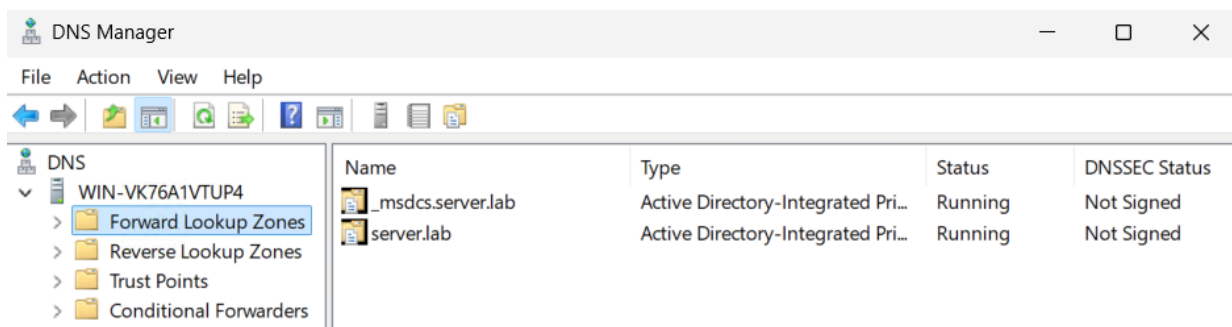 DNS Manager
File Action View Help
DNS
WIN-VK76A1VTUP4
Forward Lookup Zones
Reverse Lookup Zones
Trust Points
Conditional Forwarders
Name Type Status DNSSEC Status
_msdcs.server.lab Active Directory-Integrated Pri... Running Not Signed
server.lab Active Directory-Integrated Pri... Running Not Signed